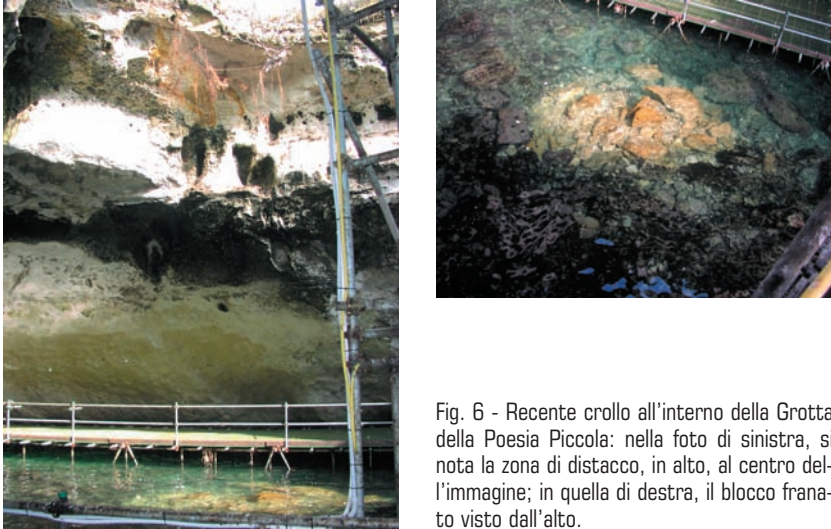 Fig. 6 - Recente crollo all'interno della Grotta
della Poesia Piccola: nella foto di sinistra, si
nota la zona di distacco, in alto, al centro del-
l'immagine; in quella di destra, il blocco frana-
to visto dall'alto.